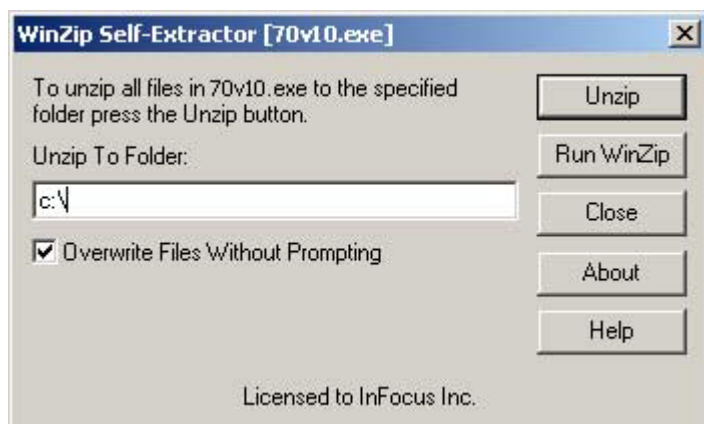 WinZip Self-Extractor [70v10.exe]
To unzip all files in 70v10.exe to the specified
folder press the Unzip button.
Unzip To Folder:
c:\
Overwrite Files Without Prompting
Unzip
Run WinZip
Close
About
Help
Licensed to InFocus Inc.